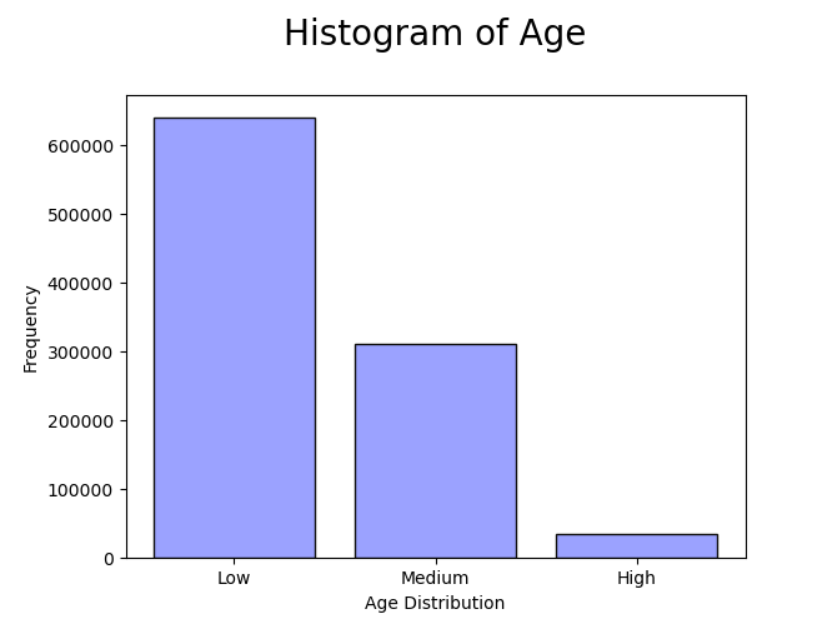 Histogram of Age
600000
500000
400000
300000
200000
100000
0
Frequency
Low Medium High
Age Distribution